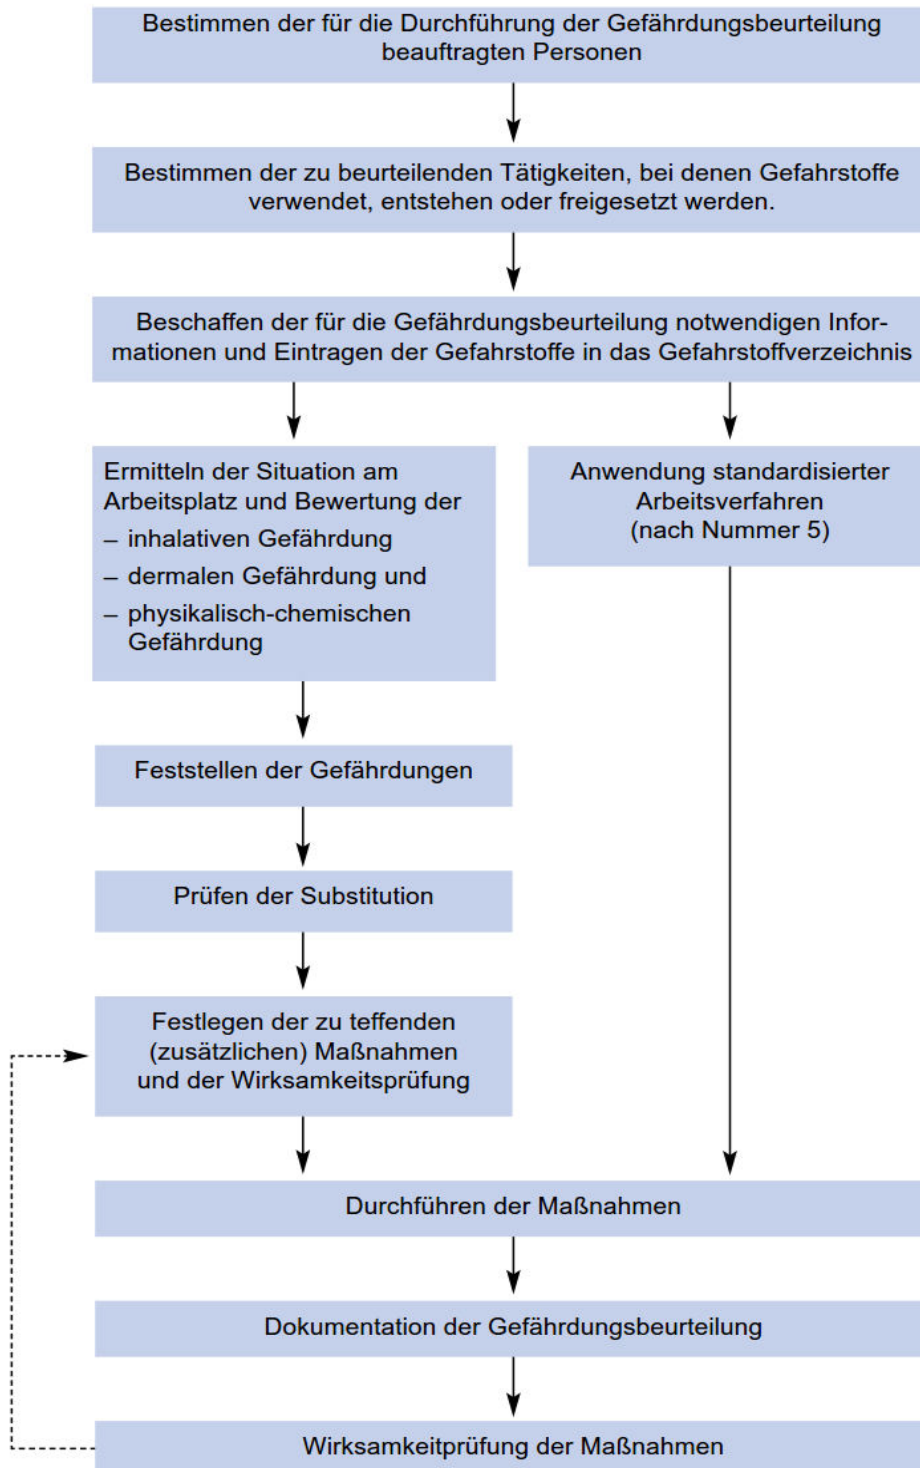 Bestimmen der für die Durchführung der Gefährdungsbeurteilung
beauftragten Personen
Bestimmen der zu beurteilenden Tätigkeiten, bei denen Gefahrstoffe
verwendet, entstehen oder freigesetzt werden.
Beschaffen der für die Gefährdungsbeurteilung notwendigen Infor-
mationen und Eintragen der Gefahrstoffe in das Gefahrstoffverzeichnis
Ermitteln der Situation am
Arbeitsplatz und Bewertung der
– inhalativen Gefährdung
– dermalen Gefährdung und
– physikalisch-chemischen
Gefährdung
Anwendung standardisierter
Arbeitsverfahren
(nach Nummer 5)
Feststellen der Gefährdungen
Prüfen der Substitution
Festlegen der zu teffenden
(zusätzlichen) Maßnahmen
und der Wirksamkeitsprüfung
Durchführen der Maßnahmen
Dokumentation der Gefährdungsbeurteilung
Wirksamkeitprüfung der Maßnahmen